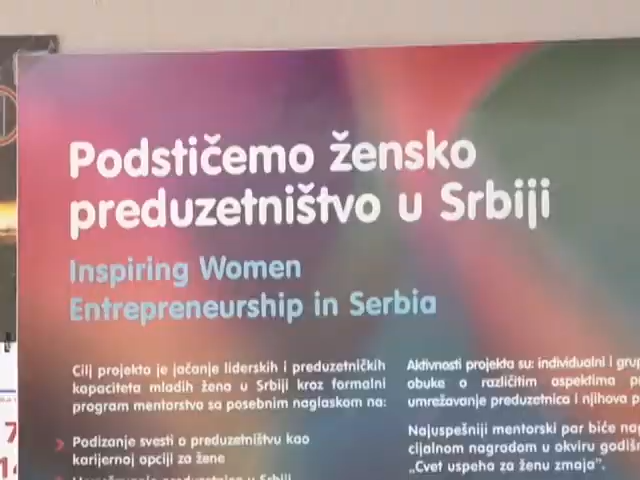 Podstičemo žensko
preduzetništvo u Srbiji
Inspiring Women
Entrepreneurship in Serbia
Cilj projekta je jačanje liderskih i preduzetničkih
kapaciteta mladih žena u Srbiji kroz formalni
program mentorstva sa posebnim naglaskom na:
Podizanje svesti o preduzetništvu kao
karijernoj opciji za žene
Aktivnosti projekta su: individualni i
obuke o različitim aspektima
umrežavanje preduzetnica i njihova
Najuspešniji mentorski par biće
cijalnom nagradom u okviru
„Cvet uspeha za ženu zmaja".
7
14